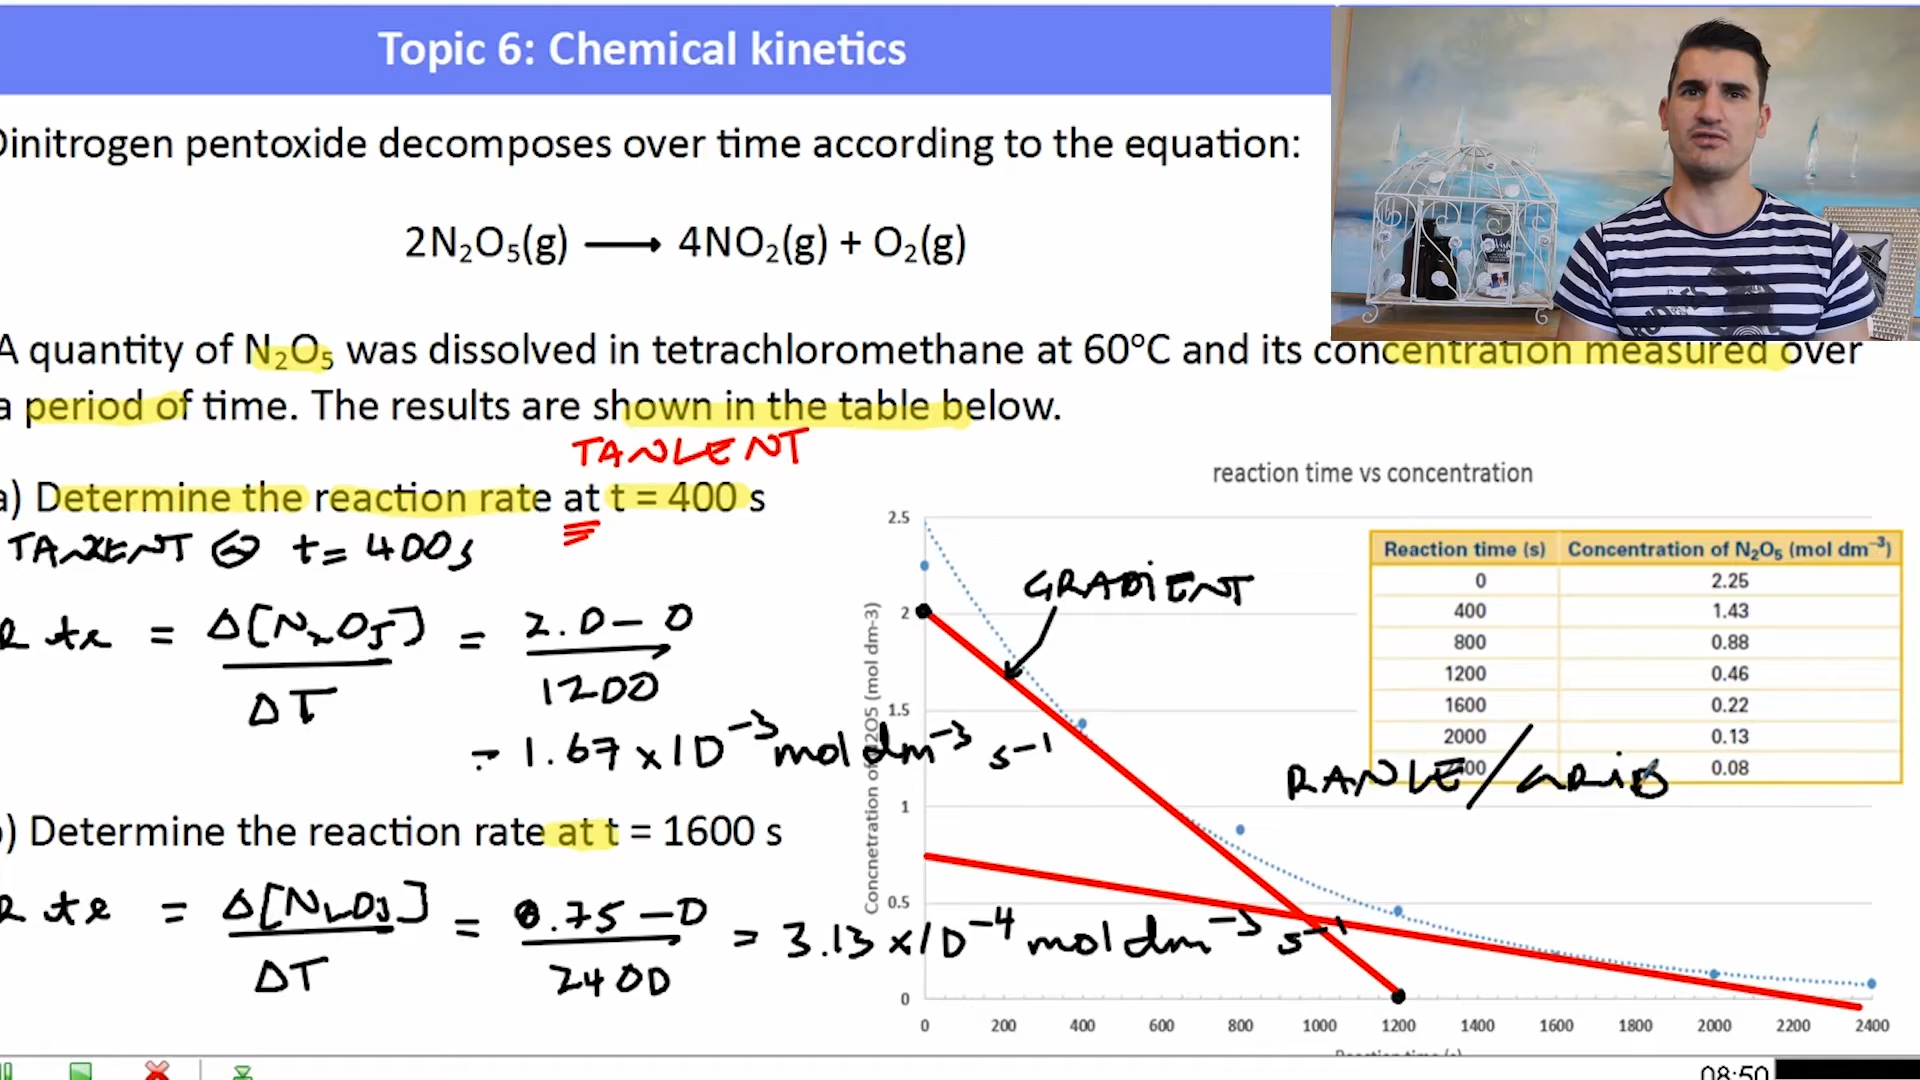 Topic 6: Chemical kinetics
Dinitrogen pentoxide decomposes over time according to the equation:
2N₂O₅(g) ⟶ 4NO₂(g) + O₂(g)
A quantity of N₂O₅ was dissolved in tetrachloromethane at 60°C and its concentration measured over
a period of time. The results are shown in the table below.
TANGENT
a) Determine the reaction rate at t = 400 s
TANGENT @ t= 400s
Rate = Δ[N₂O₅] / ΔT = 2.0-0 / 1200
= 1.67 x10⁻³ mol dm⁻³ s⁻¹
b) Determine the reaction rate at t = 1600 s
Rate = Δ[N₂O₅] / ΔT = 0.75-0 / 2400 = 3.13 x10⁻⁴ mol dm⁻³ s⁻¹
reaction time vs concentration
GRADiENT
RANGE/GRiD
Reaction time (s) Concentration of N₂O₅ (mol dm⁻³)
0 2.25
400 1.43
800 0.88
1200 0.46
1600 0.22
2000 0.13
2400 0.08
2.5
2
1.5
1
0.5
0
0 200 400 600 800 1000 1200 1400 1600 1800 2000 2200 2400
Reaction time (s)
08:50